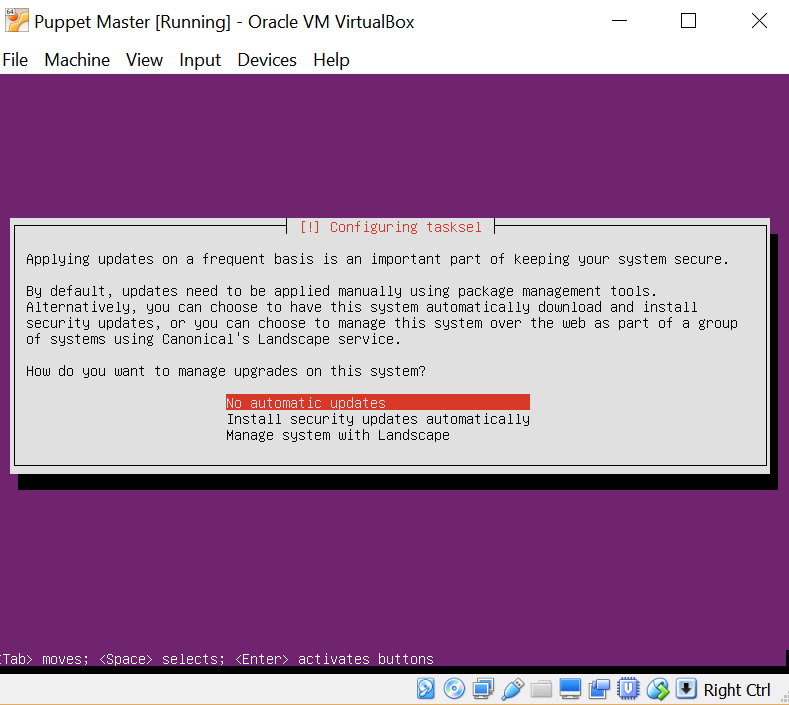 64
Puppet Master [Running] - Oracle VM VirtualBox
File Machine View Input Devices Help
[!] Configuring tasksel
Applying updates on a frequent basis is an important part of keeping your system secure.
By default, updates need to be applied manually using package management tools.
Alternatively, you can choose to have this system automatically download and install
security updates, or you can choose to manage this system over the web as part of a group
of systems using Canonical's Landscape service.
How do you want to manage upgrades on this system?
No automatic updates
Install security updates automatically
Manage system with Landscape
<Tab> moves; <Space> selects; <Enter> activates buttons
Right Ctrl